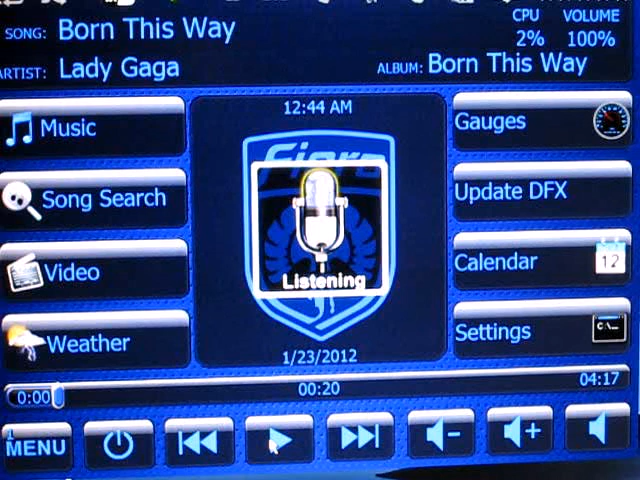 SONG: Born This Way
CPU VOLUME
2% 100%
ARTIST: Lady Gaga
ALBUM: Born This Way
12:44 AM
Music
Gauges
Fiero
Song Search
Update DFX
Listening
Video
Calendar
12
Weather
Settings
C:\...
1/23/2012
0:00
00:20
04:17
1
MENU